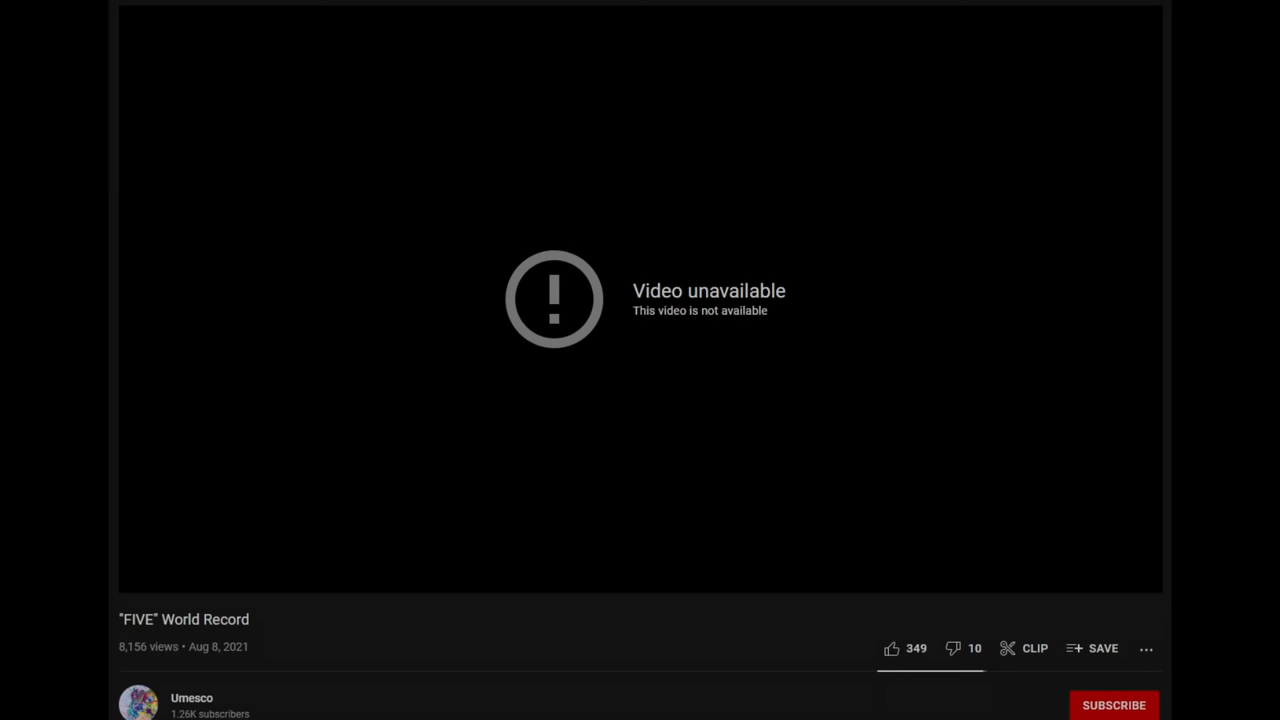 Video unavailable
This video is not available
"FIVE" World Record
8,156 views • Aug 8, 2021
349 10 CLIP SAVE ...
Umesco
1.26K subscribers
SUBSCRIBE